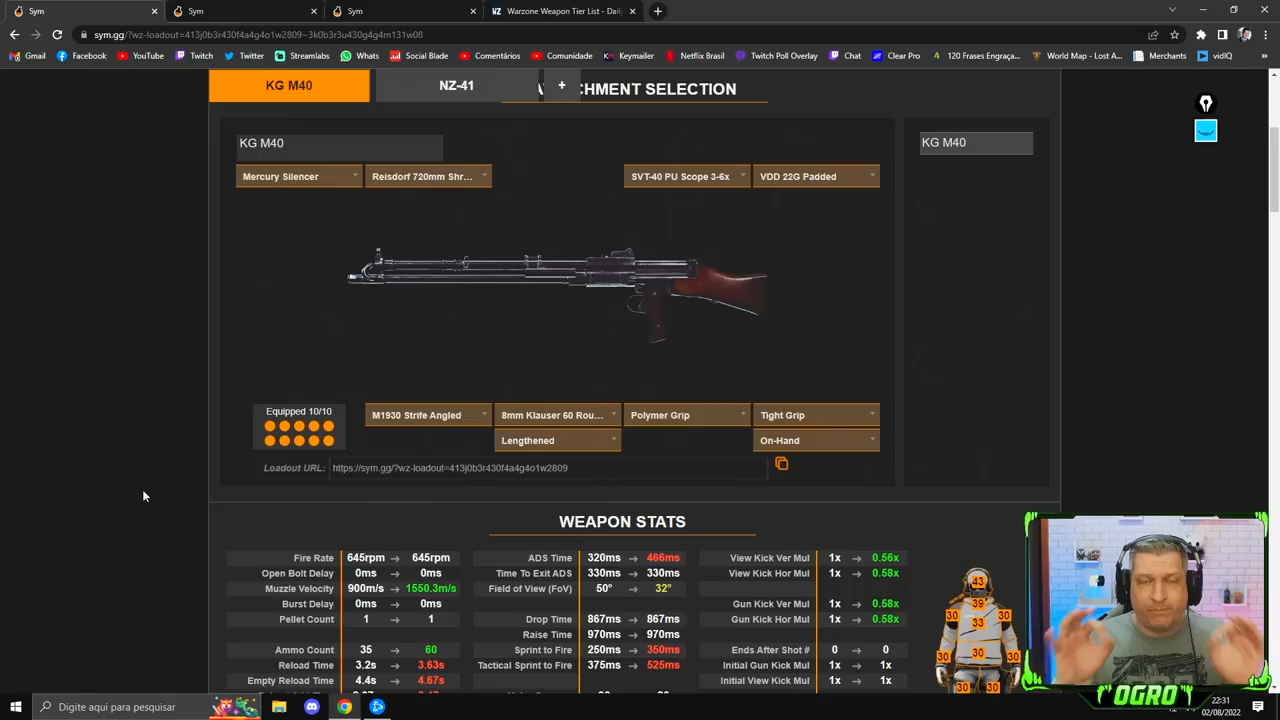 Sym
Sym
Sym
Warzone Weapon Tier List - Daily
sym.gg/?wz-loadout=413j0b3r430f4a4g4o1w2809~3k0b3r3u430g4g4m131w08
Gmail Facebook YouTube Twitch Twitter Streamlabs Whats Social Blade Comentários Comunidade Keymailer Netflix Brasil Twitch Poll Overlay Chat Clear Pro 120 Frases Engraça... World Map - Lost A... Merchants vidIQ
KG M40 NZ-41 + CHMENT SELECTION
KG M40
KG M40
Mercury Silencer Reisdorf 720mm Shr... SVT-40 PU Scope 3-6x VDD 22G Padded
Equipped 10/10
M1930 Strife Angled 8mm Klauser 60 Rou... Polymer Grip Tight Grip
Lengthened On-Hand
Loadout URL: https://sym.gg/?wz-loadout=413j0b3r430f4a4g4o1w2809
WEAPON STATS
Fire Rate 645rpm → 645rpm
Open Bolt Delay 0ms → 0ms
Muzzle Velocity 900m/s → 1550.3m/s
Burst Delay 0ms → 0ms
Pellet Count 1 → 1
Ammo Count 35 → 60
Reload Time 3.2s → 3.63s
Empty Reload Time 4.4s → 4.67s
ADS Time 320ms → 466ms
Time To Exit ADS 330ms → 330ms
Field of View (FoV) 50° → 32°
Drop Time 867ms → 867ms
Raise Time 970ms → 970ms
Sprint to Fire 250ms → 350ms
Tactical Sprint to Fire 375ms → 525ms
View Kick Ver Mul 1x → 0.56x
View Kick Hor Mul 1x → 0.58x
Gun Kick Ver Mul 1x → 0.58x
Gun Kick Hor Mul 1x → 0.58x
Ends After Shot # 0 → 0
Initial Gun Kick Mul 1x → 1x
Initial View Kick Mul 1x → 1x
43
39
30 33 30
30 30 30
30 30
OGRO
Digite aqui para pesquisar
22:31
02/08/2022